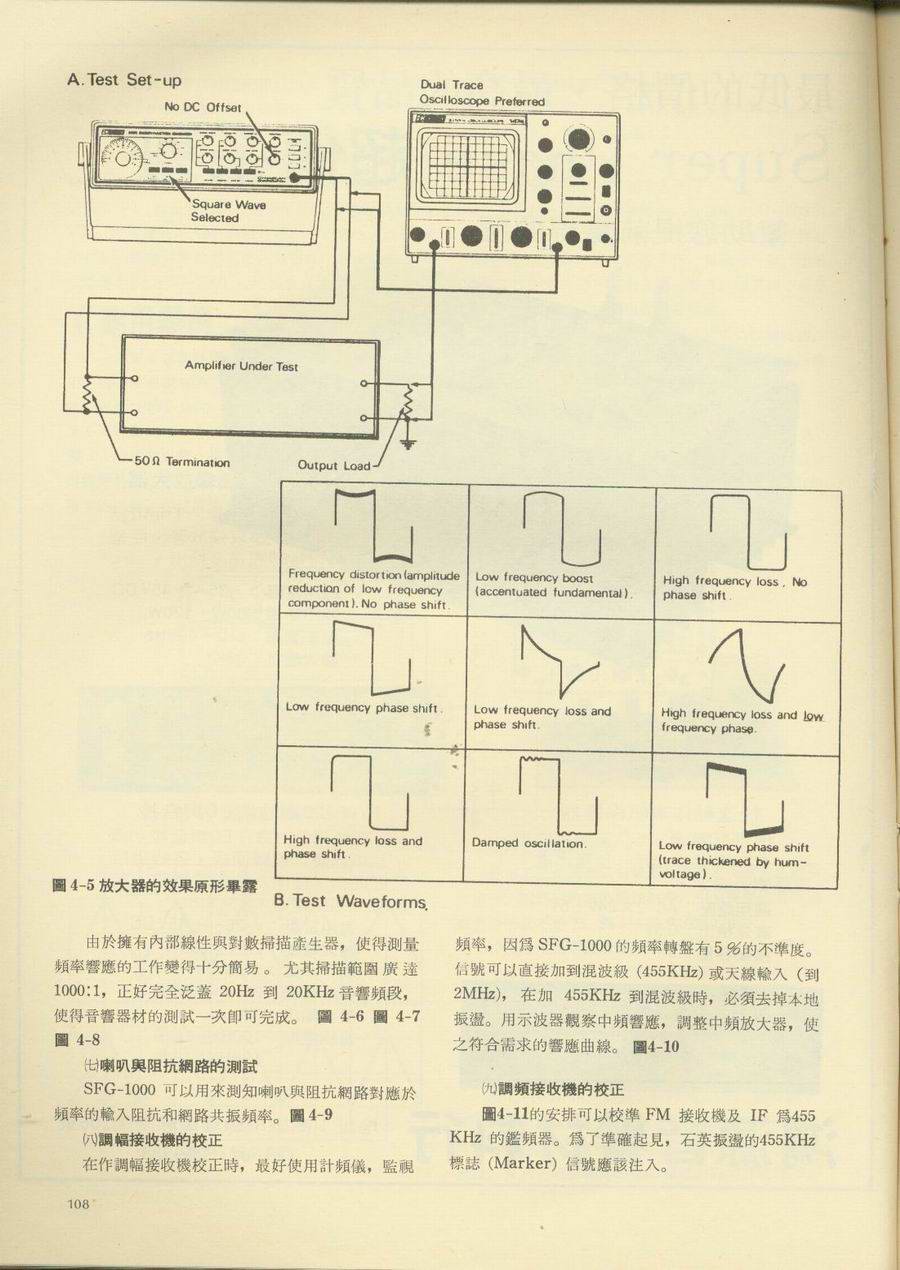 A. Test Set-up
No DC Offset
Dual Trace
Oscilloscope Preferred
Square Wave
Selected
Amplifier Under Test
50Ω Termination
Output Load
Frequency distortion (amplitude
reduction of low frequency
component). No phase shift.
Low frequency boost
(accentuated fundamental).
High frequency loss. No
phase shift.
Low frequency phase shift.
Low frequency loss and
phase shift.
High frequency loss and low
frequency phase.
High frequency loss and
phase shift.
Damped oscillation.
Low frequency phase shift
(trace thickened by hum-
voltage).
圖4-5 放大器的效果原形畢露
B. Test Waveforms.
由於擁有內部線性與對數掃描產生器，使得測量
頻率響應的工作變得十分簡易。尤其掃描範圍廣達
1000:1，正好完全泛蓋 20Hz 到 20KHz 音響頻段，
使得音響器材的測試一次卽可完成。 圖 4-6 圖 4-7
圖 4-8
㈦喇叭與阻抗網路的測試
SFG-1000 可以用來測知喇叭與阻抗網路對應於
頻率的輸入阻抗和網路共振頻率。圖 4-9
㈧調幅接收機的校正
在作調幅接收機校正時，最好使用計頻儀，監視
頻率，因爲 SFG-1000 的頻率轉盤有 5 %的不準度。
信號可以直接加到混波級 (455KHz) 或天線輸入（到
2MHz)， 在加 455KHz 到混波級時，必須去掉本地
振盪。用示波器觀察中頻響應，調整中頻放大器，使
之符合需求的響應曲線。 圖4-10
㈨調頻接收機的校正
圖4-11的安排可以校準 FM 接收機及 IF 爲455
KHz 的鑑頻器。爲了準確起見，石英振盪的455KHz
標誌 (Marker) 信號應該注入。
108